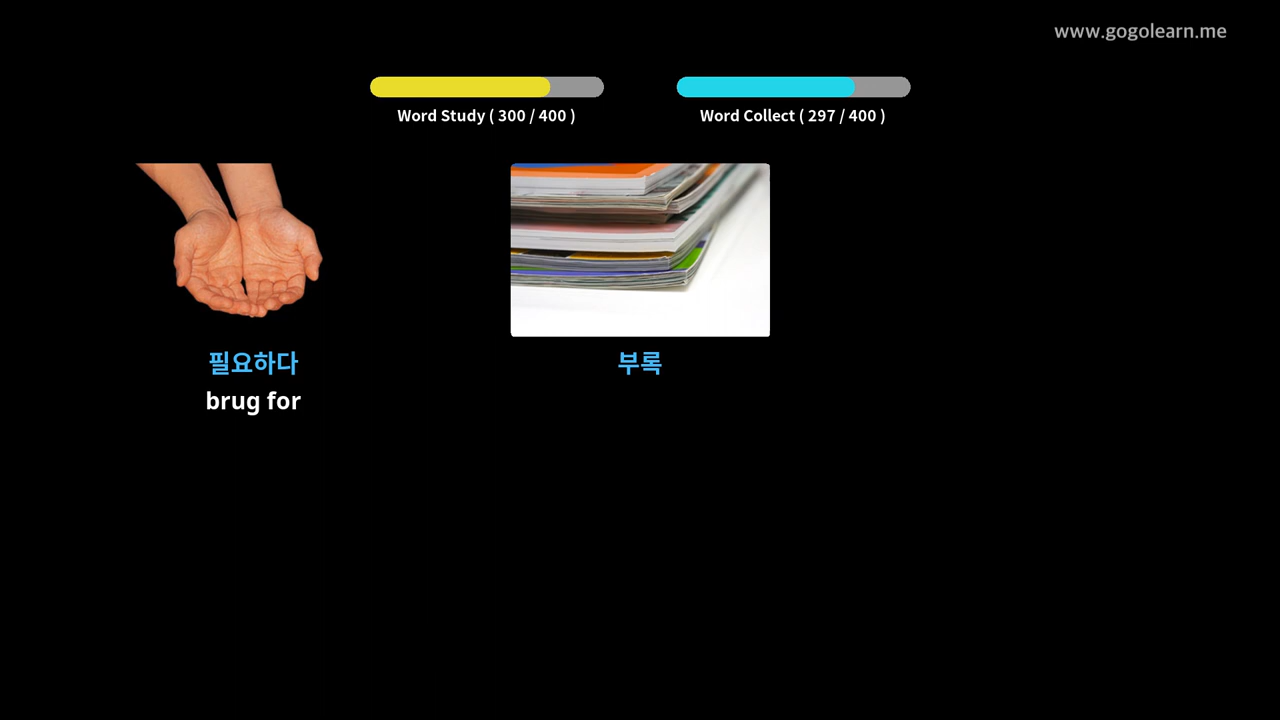 www.gogolearn.me
Word Study ( 300 / 400 )
Word Collect ( 297 / 400 )
필요하다
brug for
부록